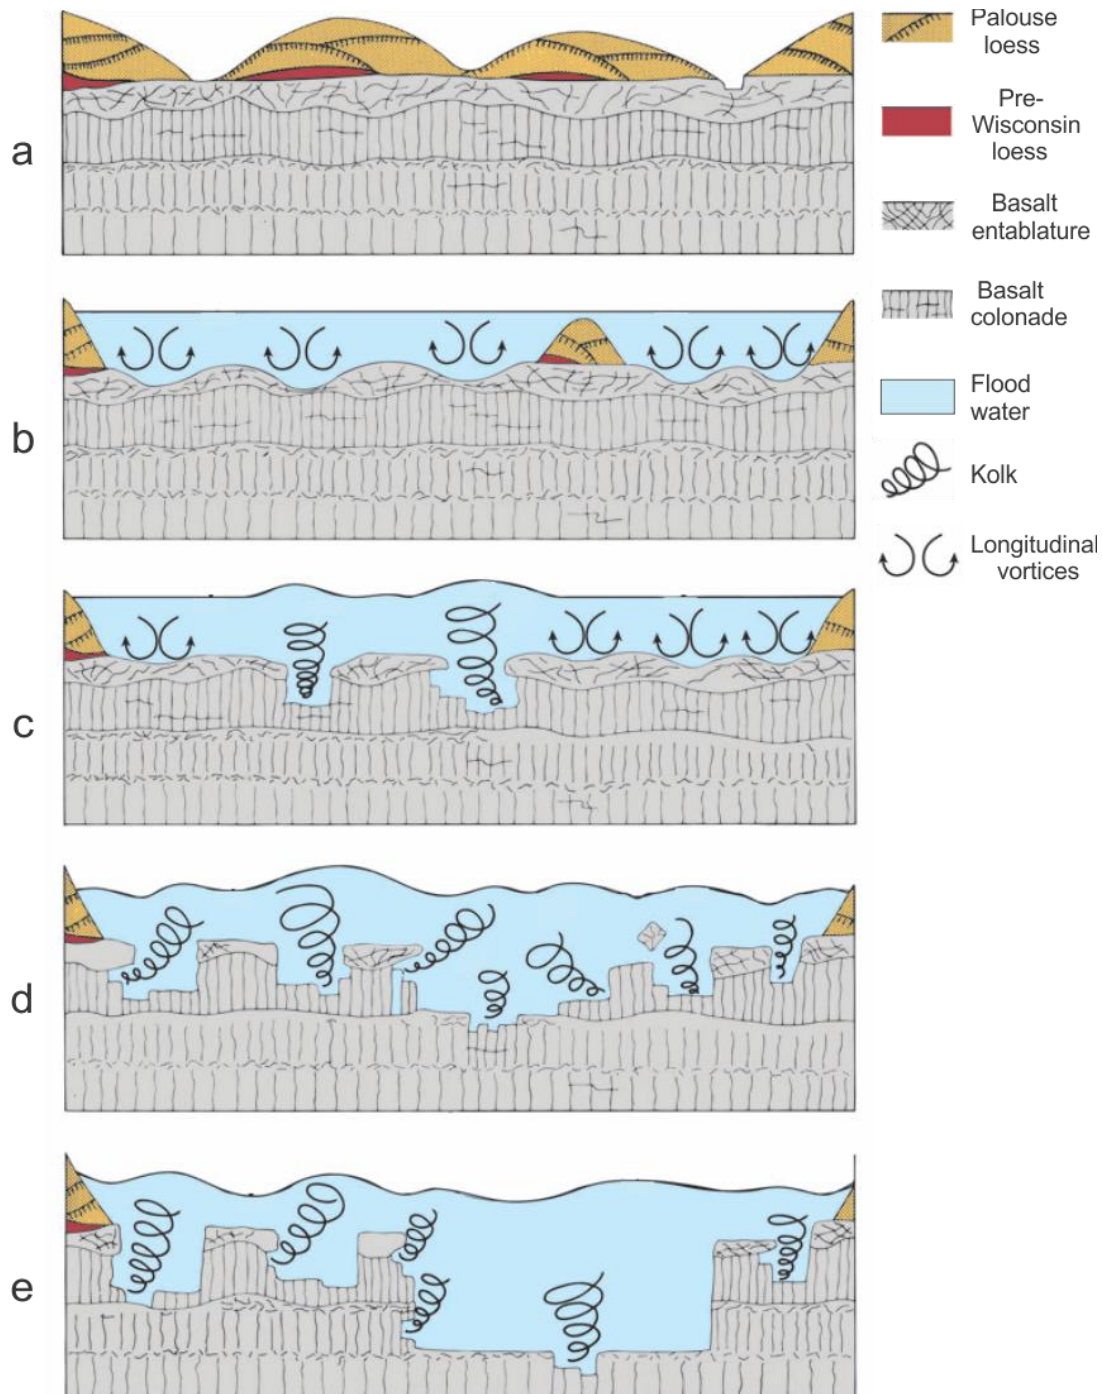 a
b
c
d
e
Palouse
loess
Pre-
Wisconsin
loess
Basalt
entablature
Basalt
colonade
Flood
water
Kolk
Longitudinal
vortices